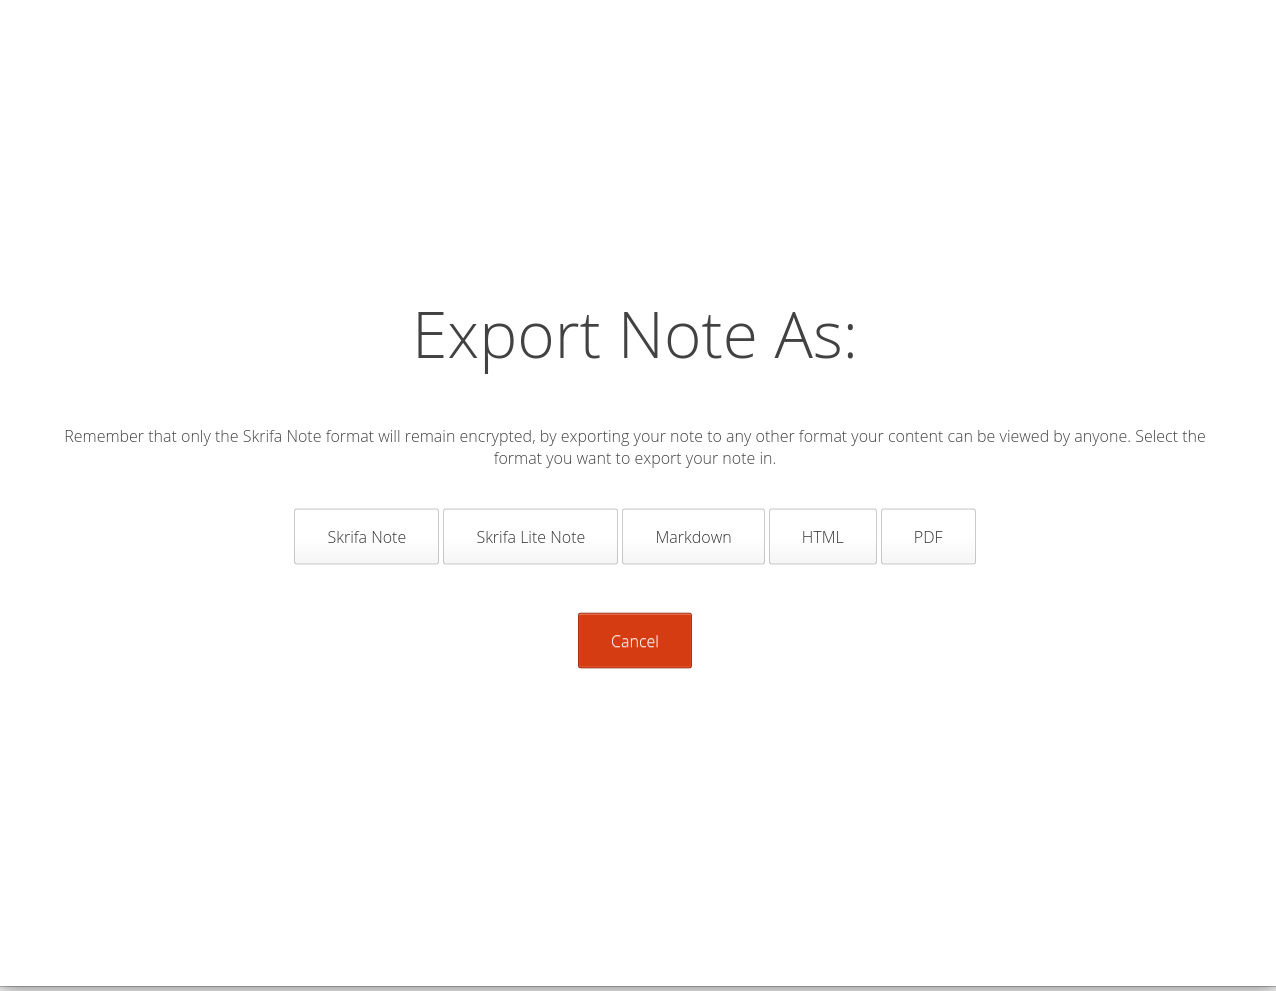 Export Note As:
Remember that only the Skrifa Note format will remain encrypted, by exporting your note to any other format your content can be viewed by anyone. Select the
format you want to export your note in.
Skrifa Note Skrifa Lite Note Markdown HTML PDF
Cancel